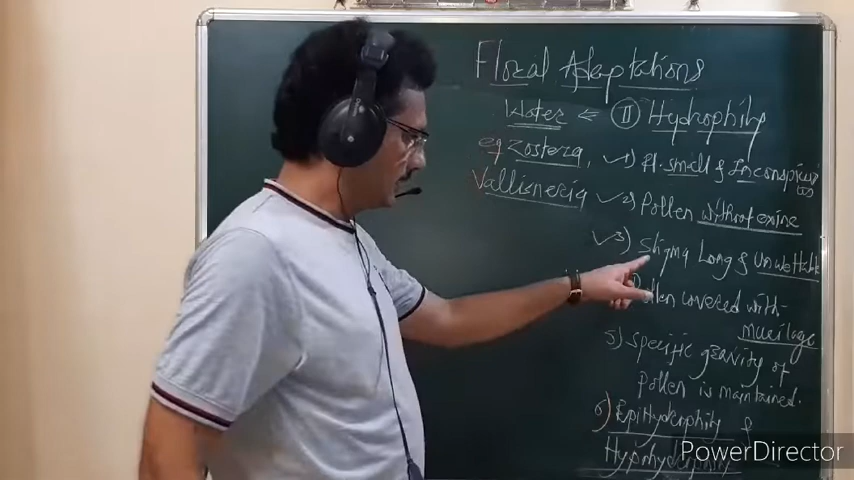 Floral Adaptations
Water ⇐ (II) Hydrophily
eg Zostera, ✓1) Fl. small & Inconspicuous
Vallisneria ✓2) Pollen without exine
✓3) Stigma Long & Unwettable
Pollen covered with-
mucilage
5) Specific gravity of
pollen is maintained.
6) EpiHydrophily &
Hypohydrophily
PowerDirector